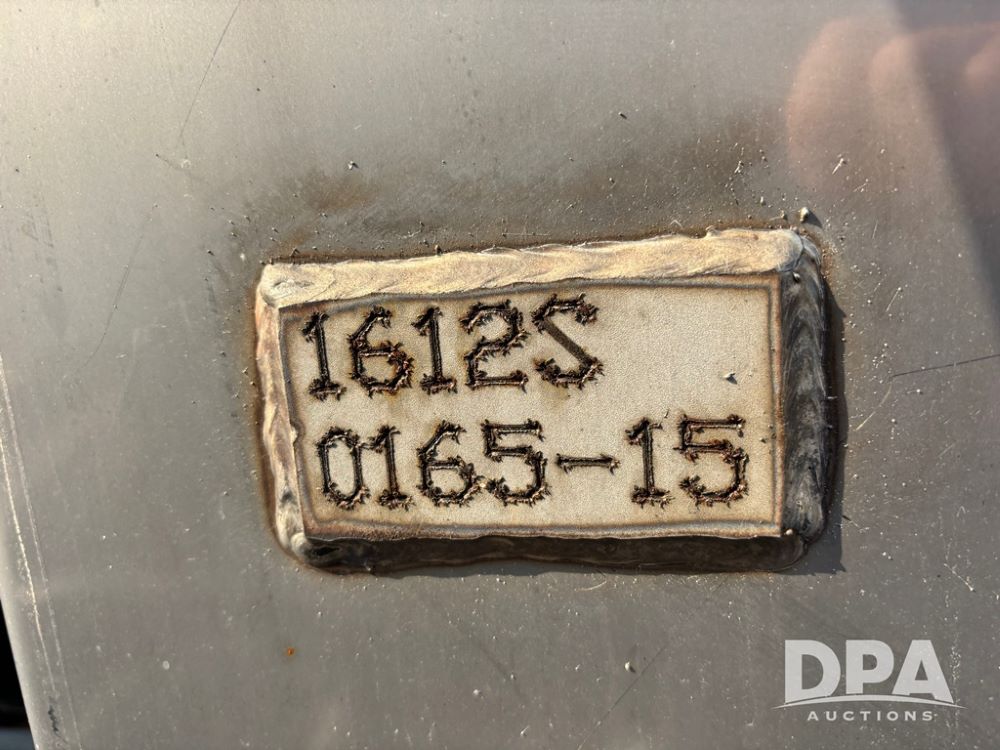 1612S
0165-15
DPA
AUCTIONS